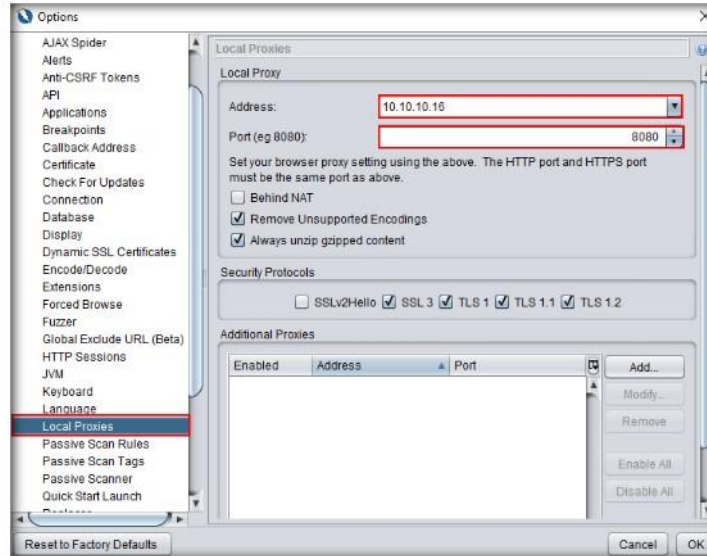 Options
AJAX Spider
Alerts
Anti-CSRF Tokens
API
Applications
Breakpoints
Callback Address
Certificate
Check For Updates
Connection
Database
Display
Dynamic SSL Certificates
Encode/Decode
Extensions
Forced Browse
Fuzzer
Global Exclude URL (Beta)
HTTP Sessions
JVM
Keyboard
Language
Local Proxies
Passive Scan Rules
Passive Scan Tags
Passive Scanner
Quick Start Launch
Reset to Factory Defaults
Local Proxies
Local Proxy
Address: 10.10.10.16
Port (eg 8080): 8080
Set your browser proxy setting using the above. The HTTP port and HTTPS port
must be the same port as above.
Behind NAT
Remove Unsupported Encodings
Always unzip gzipped content
Security Protocols
SSLv2Hello SSL 3 TLS 1 TLS 1.1 TLS 1.2
Additional Proxies
Enabled Address Port
Add...
Modify...
Remove
Enable All
Disable All
Cancel OK